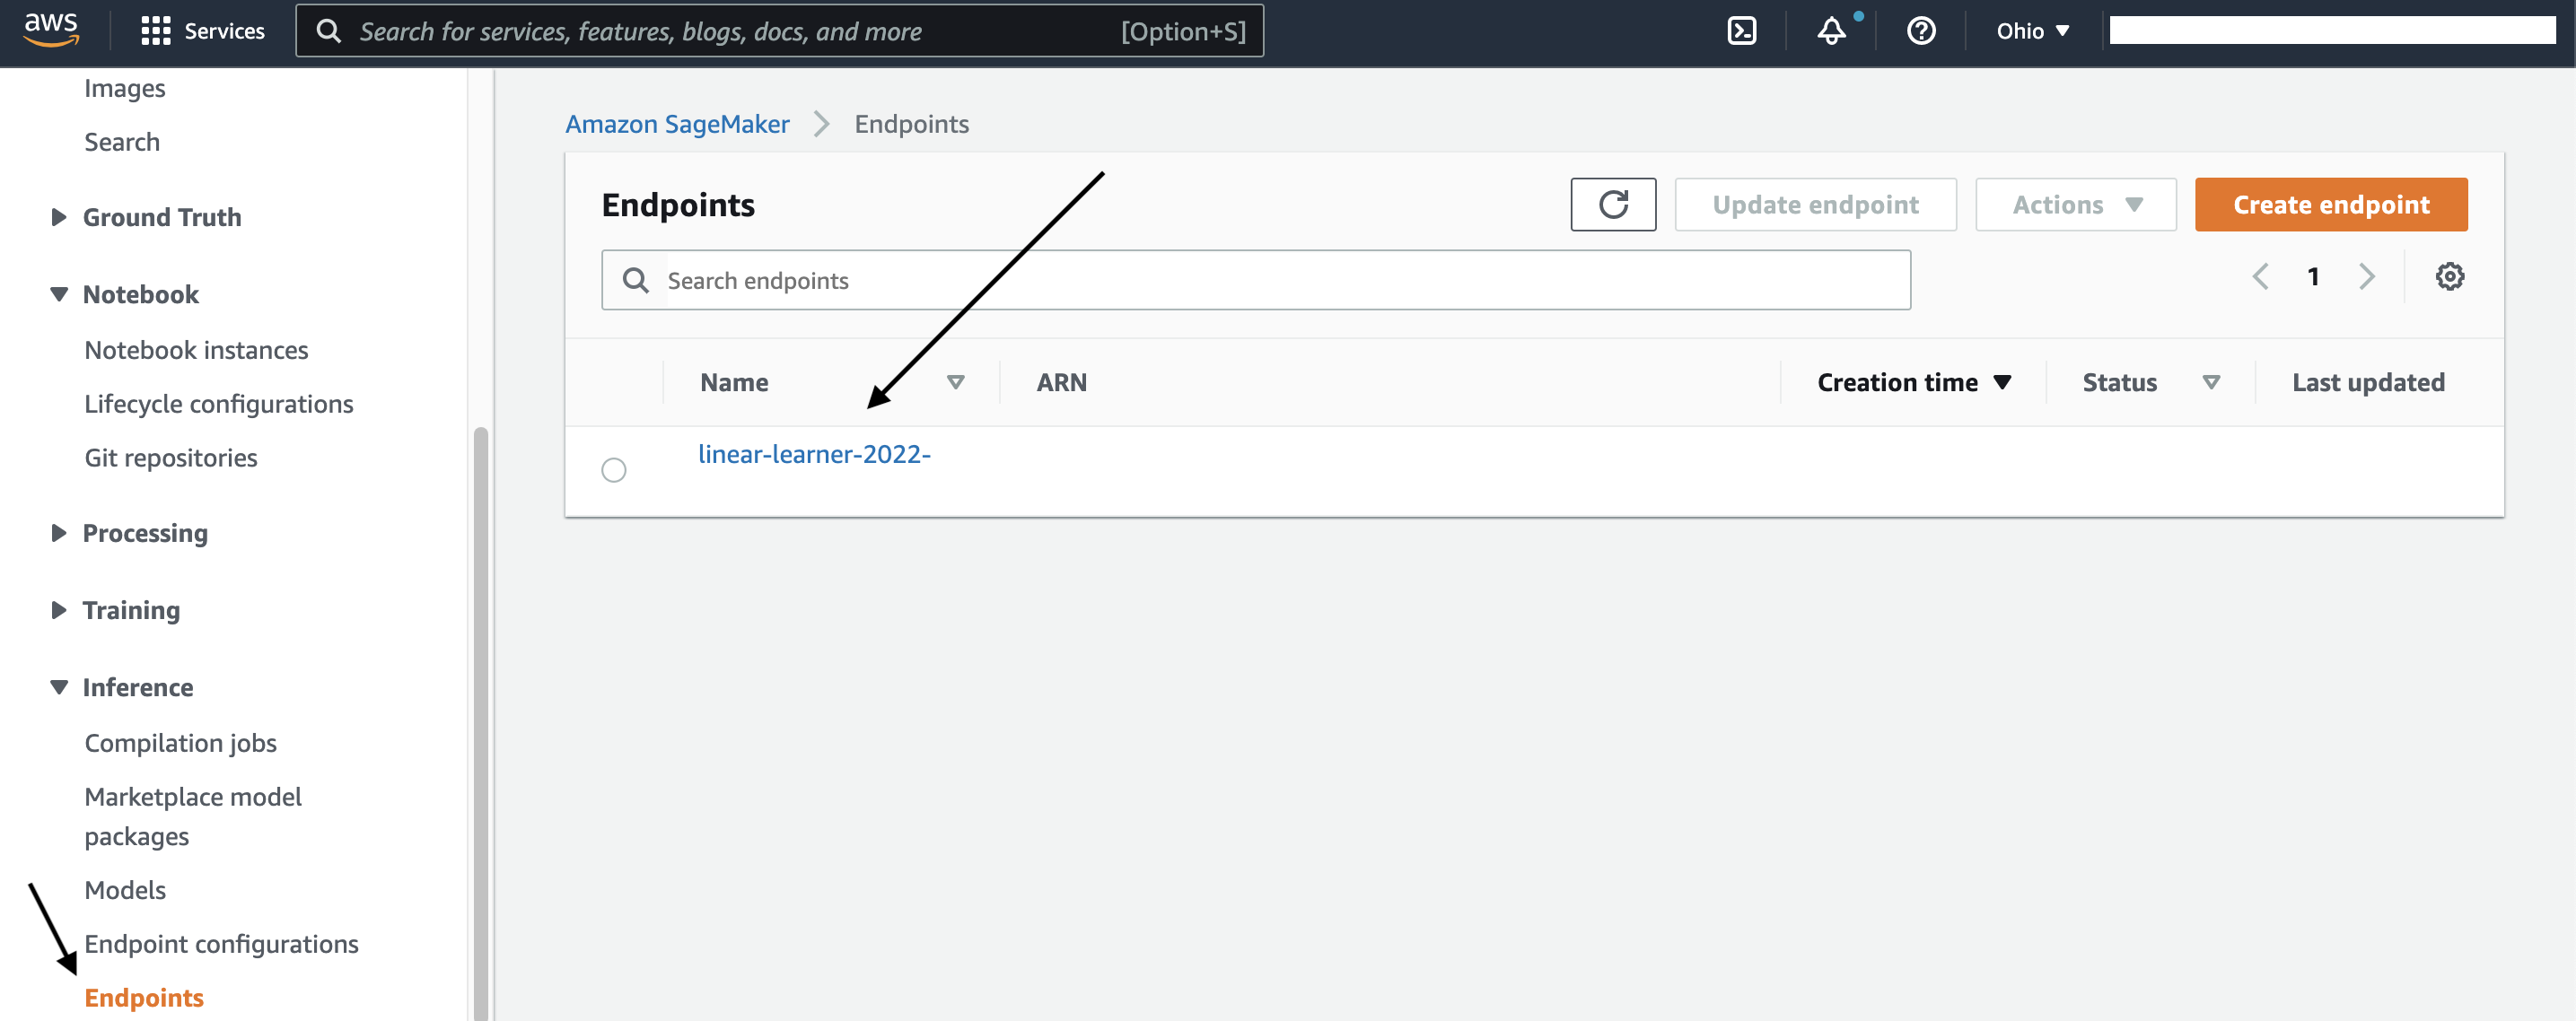 aws
Services
Search for services, features, blogs, docs, and more
[Option+S]
Ohio
Images
Search
Ground Truth
Notebook
Notebook instances
Lifecycle configurations
Git repositories
Processing
Training
Inference
Compilation jobs
Marketplace model
packages
Models
Endpoint configurations
Endpoints
Amazon SageMaker
Endpoints
Endpoints
Update endpoint
Actions
Create endpoint
Search endpoints
1
Name
ARN
Creation time
Status
Last updated
linear-learner-2022-